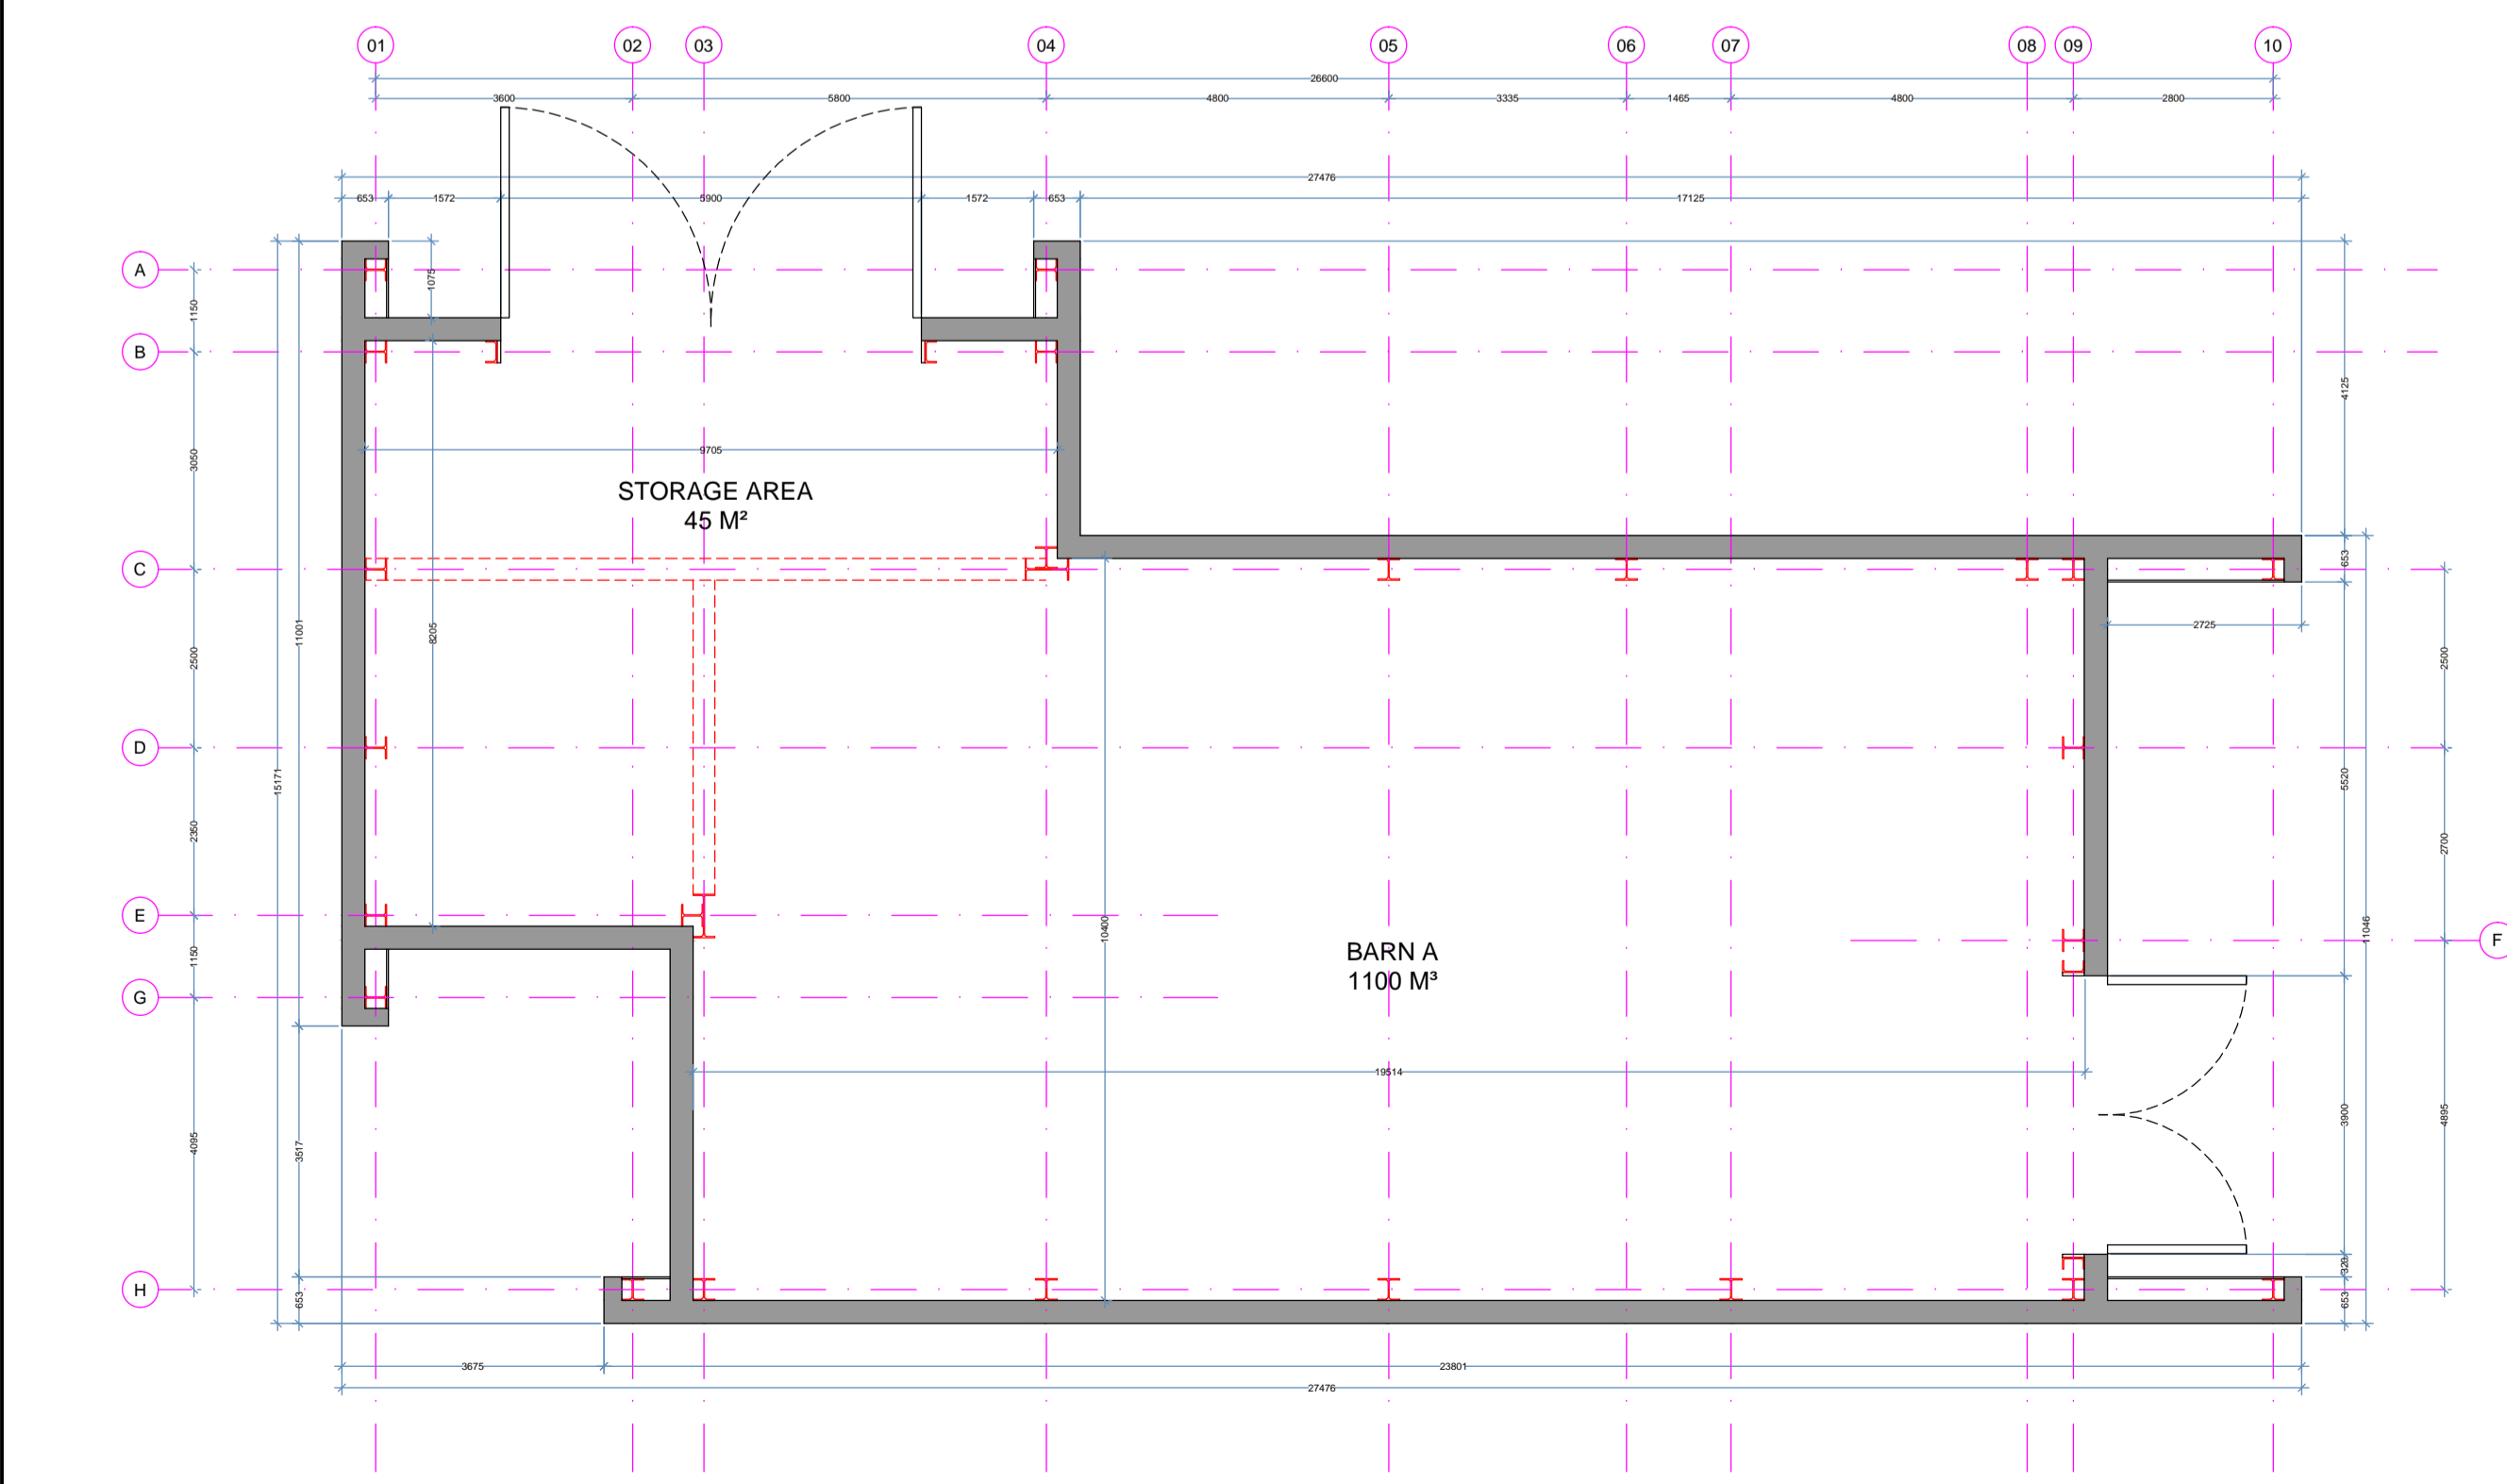 01 02 03 04 05 06 07 08 09 10
26600
3600 5800 4800 3335 1465 4800 2800
27476
653 1572 5900 1572 653 17125
A
1075
1150
B
4125
3050
9705
STORAGE AREA
45 M²
C
653
2725
11001
8205
2500
2500
D
15171
5520
2350
2700
E
10400
11046
BARN A
1100 M³
F
1150
G
19514
3900
4895
4095
3517
H
320
653
653
3675 23801
27476